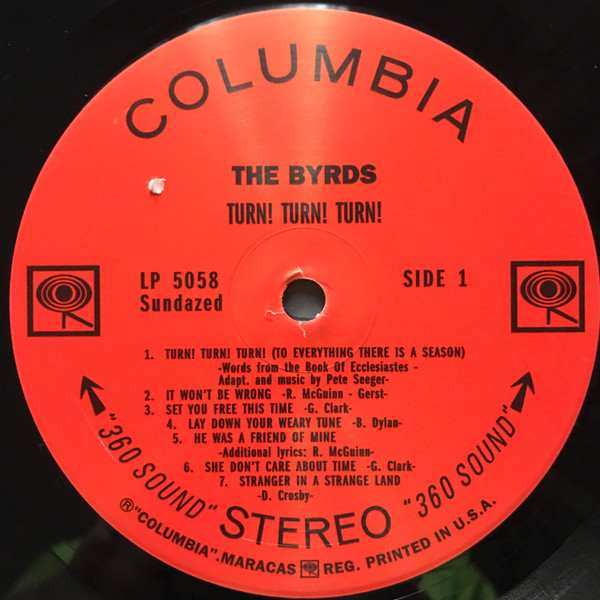 COLUMBIA
THE BYRDS
TURN! TURN! TURN!
LP 5058
Sundazed
SIDE 1
1. TURN! TURN! TURN! (TO EVERYTHING THERE IS A SEASON)
-Words from the Book Of Ecclesiastes -
Adapt. and music by Pete Seeger-
2. IT WON'T BE WRONG -R. McGuinn - Gerst-
3. SET YOU FREE THIS TIME -G. Clark-
4. LAY DOWN YOUR WEARY TUNE -B. Dylan-
5. HE WAS A FRIEND OF MINE
-Additional lyrics: R. McGuinn-
6. SHE DON'T CARE ABOUT TIME -G. Clark-
7. STRANGER IN A STRANGE LAND
-D. Crosby-
"360 SOUND" STEREO "360 SOUND"
Ⓡ"COLUMBIA". MARACAS REG. PRINTED IN U.S.A.